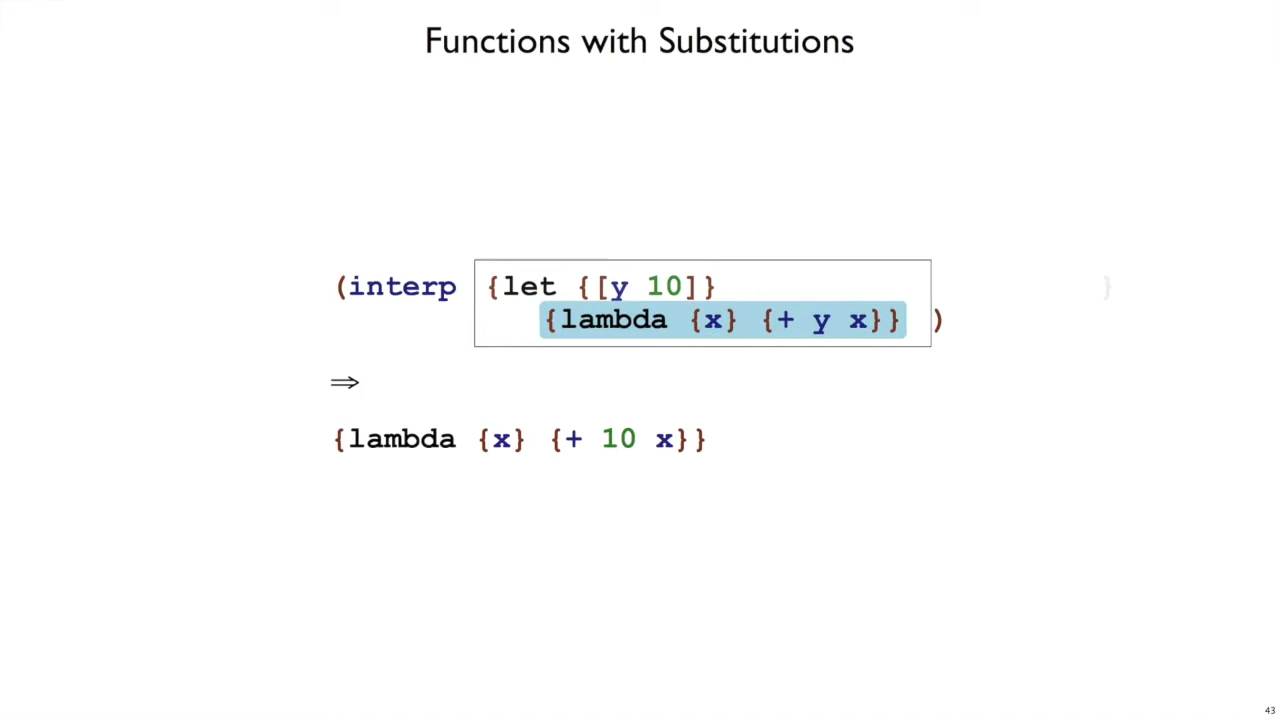 Functions with Substitutions
(interp {let {[y 10]} }
{lambda {x} {+ y x}} )
⇒
{lambda {x} {+ 10 x}}
43